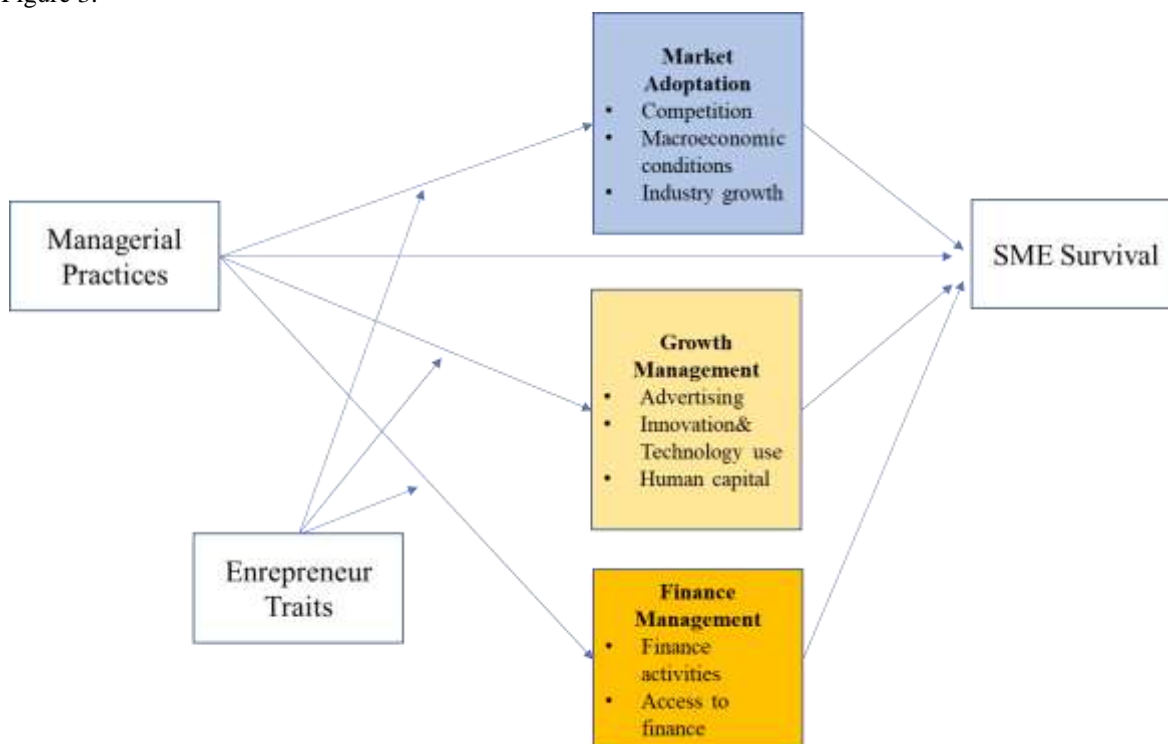 Figure 3.
Market
Adoptation
• Competition
• Macroeconomic
conditions
• Industry growth
Managerial
Practices
SME Survival
Growth
Management
• Advertising
• Innovation&
Technology use
• Human capital
Enrepreneur
Traits
Finance
Management
• Finance
activities
• Access to
finance